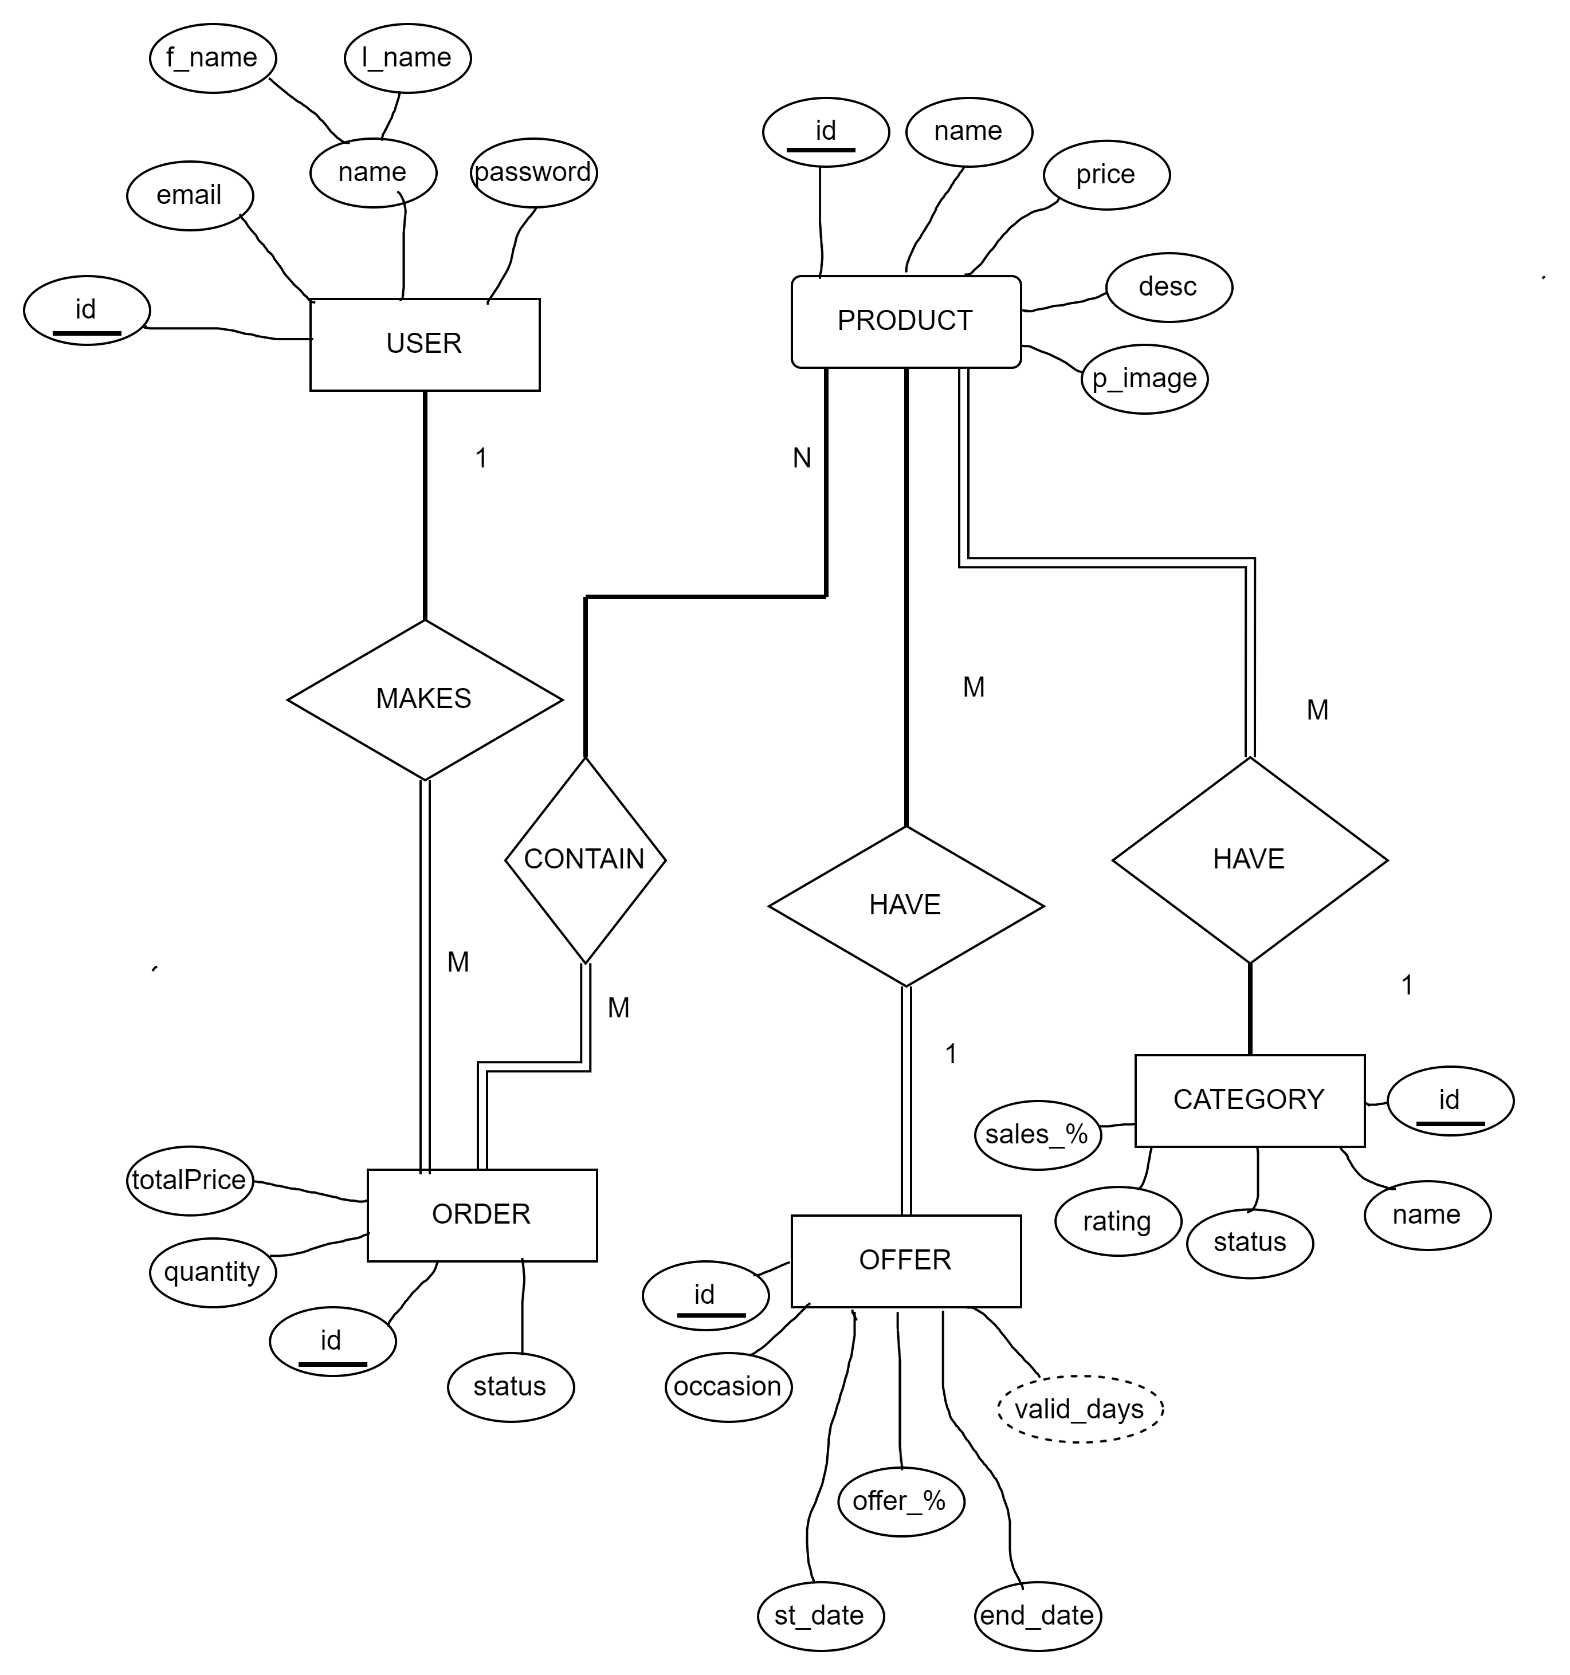 f_name
l_name
id
name
name
password
price
email
desc
id
PRODUCT
USER
p_image
1
N
M
MAKES
M
CONTAIN
HAVE
HAVE
M
1
M
1
CATEGORY
id
sales_%
totalPrice
ORDER
rating
name
status
OFFER
quantity
id
id
status
occasion
valid_days
offer_%
st_date
end_date